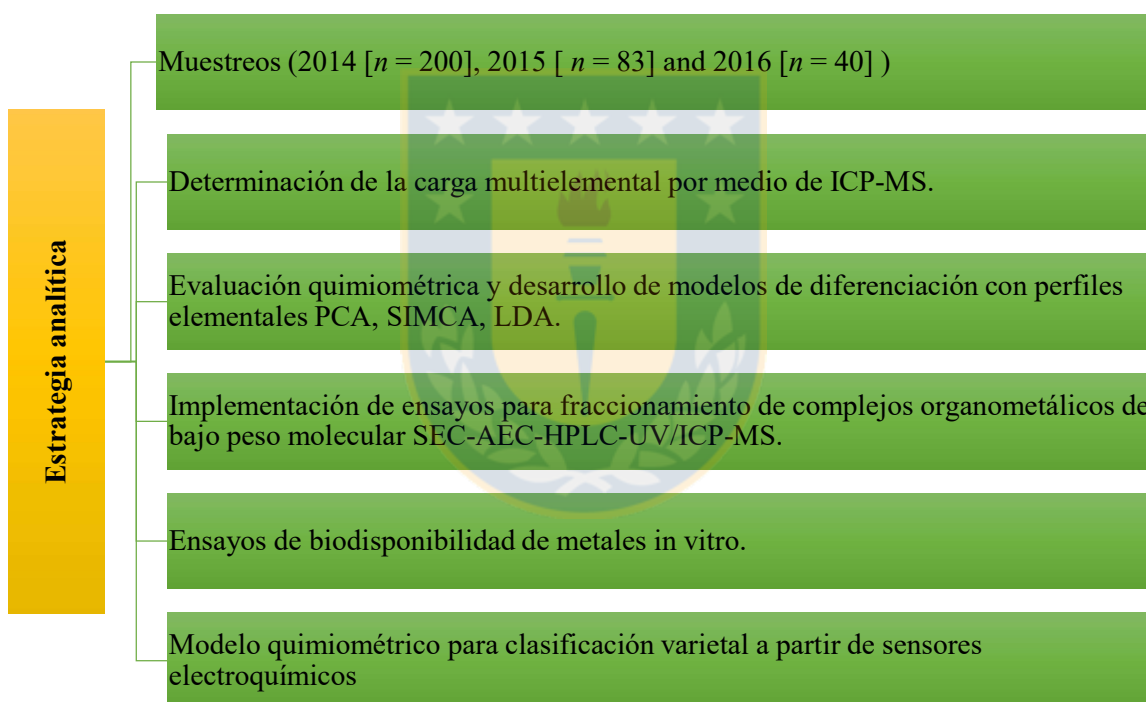 Estrategia analítica
Muestreos (2014 [n = 200], 2015 [ n = 83] and 2016 [n = 40] )
Determinación de la carga multielemental por medio de ICP-MS.
Evaluación quimiométrica y desarrollo de modelos de diferenciación con perfiles
elementales PCA, SIMCA, LDA.
Implementación de ensayos para fraccionamiento de complejos organometálicos de
bajo peso molecular SEC-AEC-HPLC-UV/ICP-MS.
Ensayos de biodisponibilidad de metales in vitro.
Modelo quimiométrico para clasificación varietal a partir de sensores
electroquímicos